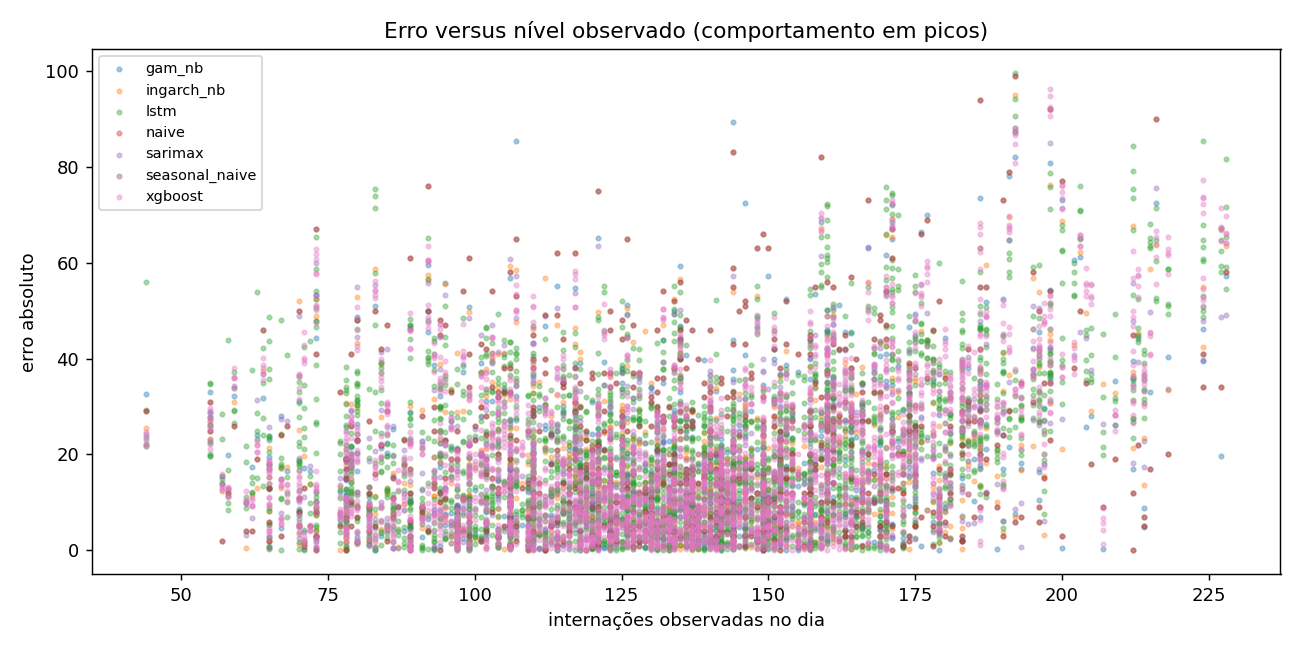 Erro versus nível observado (comportamento em picos)
gam_nb
ingarch_nb
lstm
naive
sarimax
seasonal_naive
xgboost
100
80
60
40
20
0
erro absoluto
50 75 100 125 150 175 200 225
internações observadas no dia